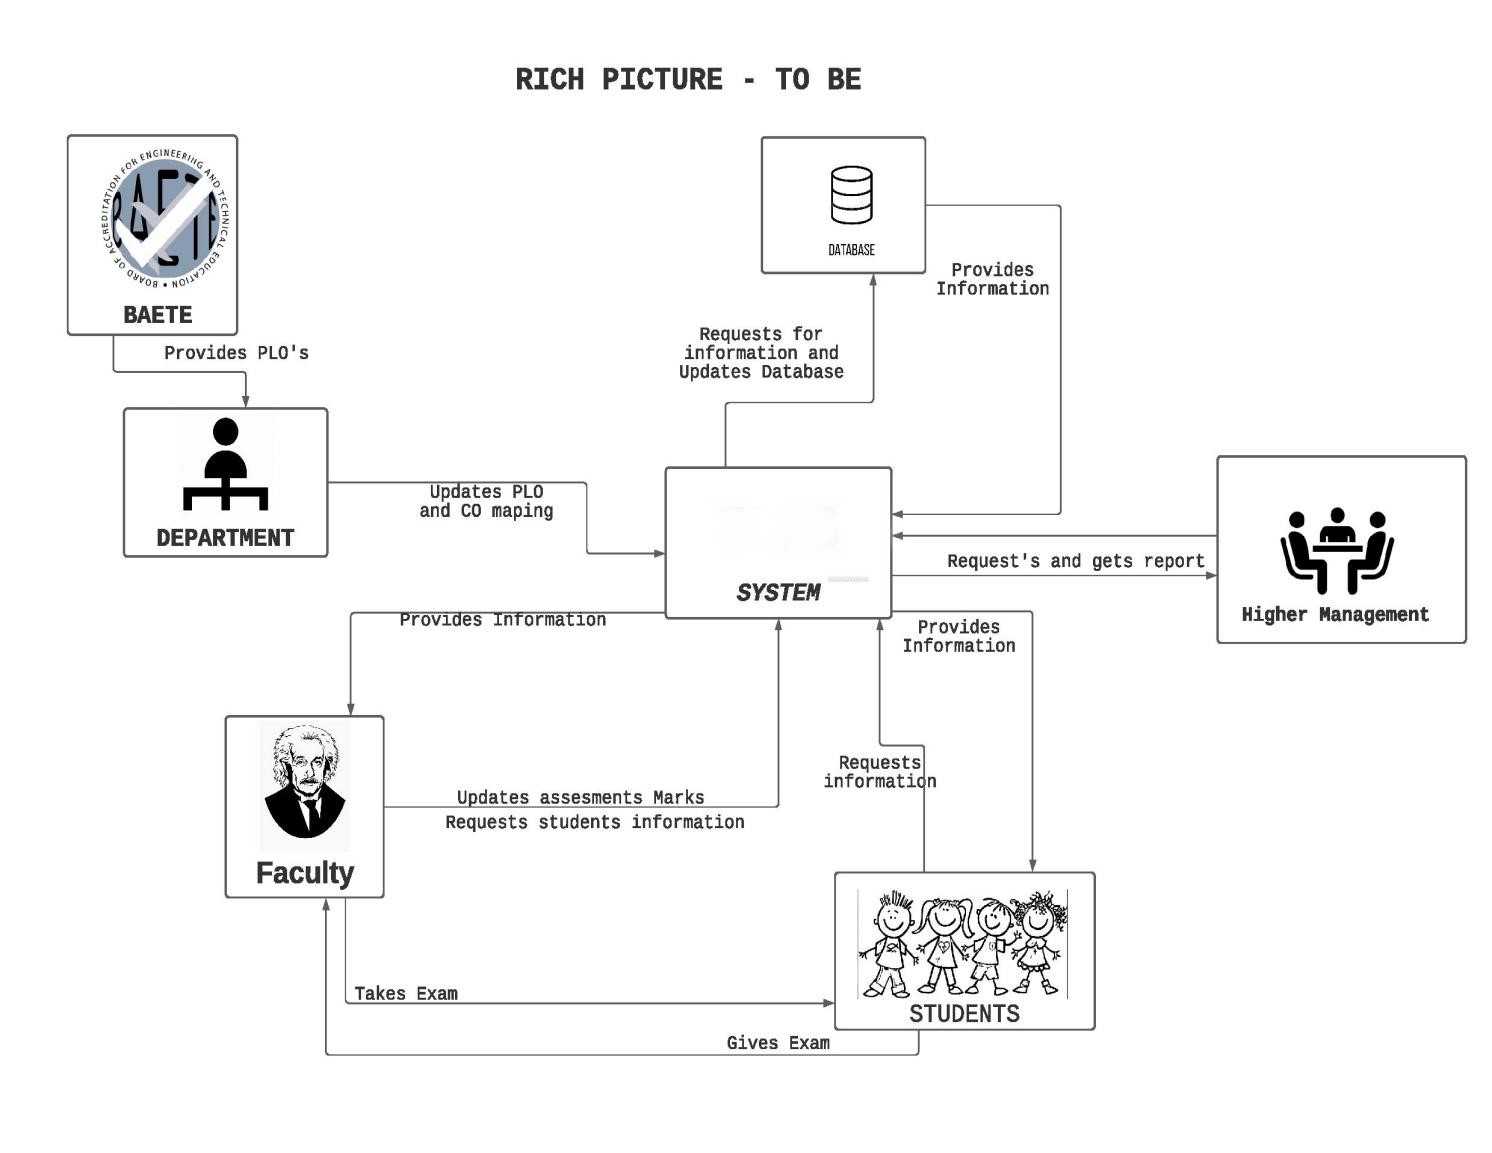 RICH PICTURE - TO BE
BOARD OF ACCREDITATION FOR ENGINEERING AND TECHNICAL EDUCATION •
BAETE
BAETE
Provides PLO's
DATABASE
Provides
Information
Requests for
information and
Updates Database
DEPARTMENT
Updates PLO
and CO maping
SYSTEM
Request's and gets report
Higher Management
Provides Information
Provides
Information
Faculty
Updates assesments Marks
Requests students information
Requests
information
STUDENTS
Takes Exam
Gives Exam